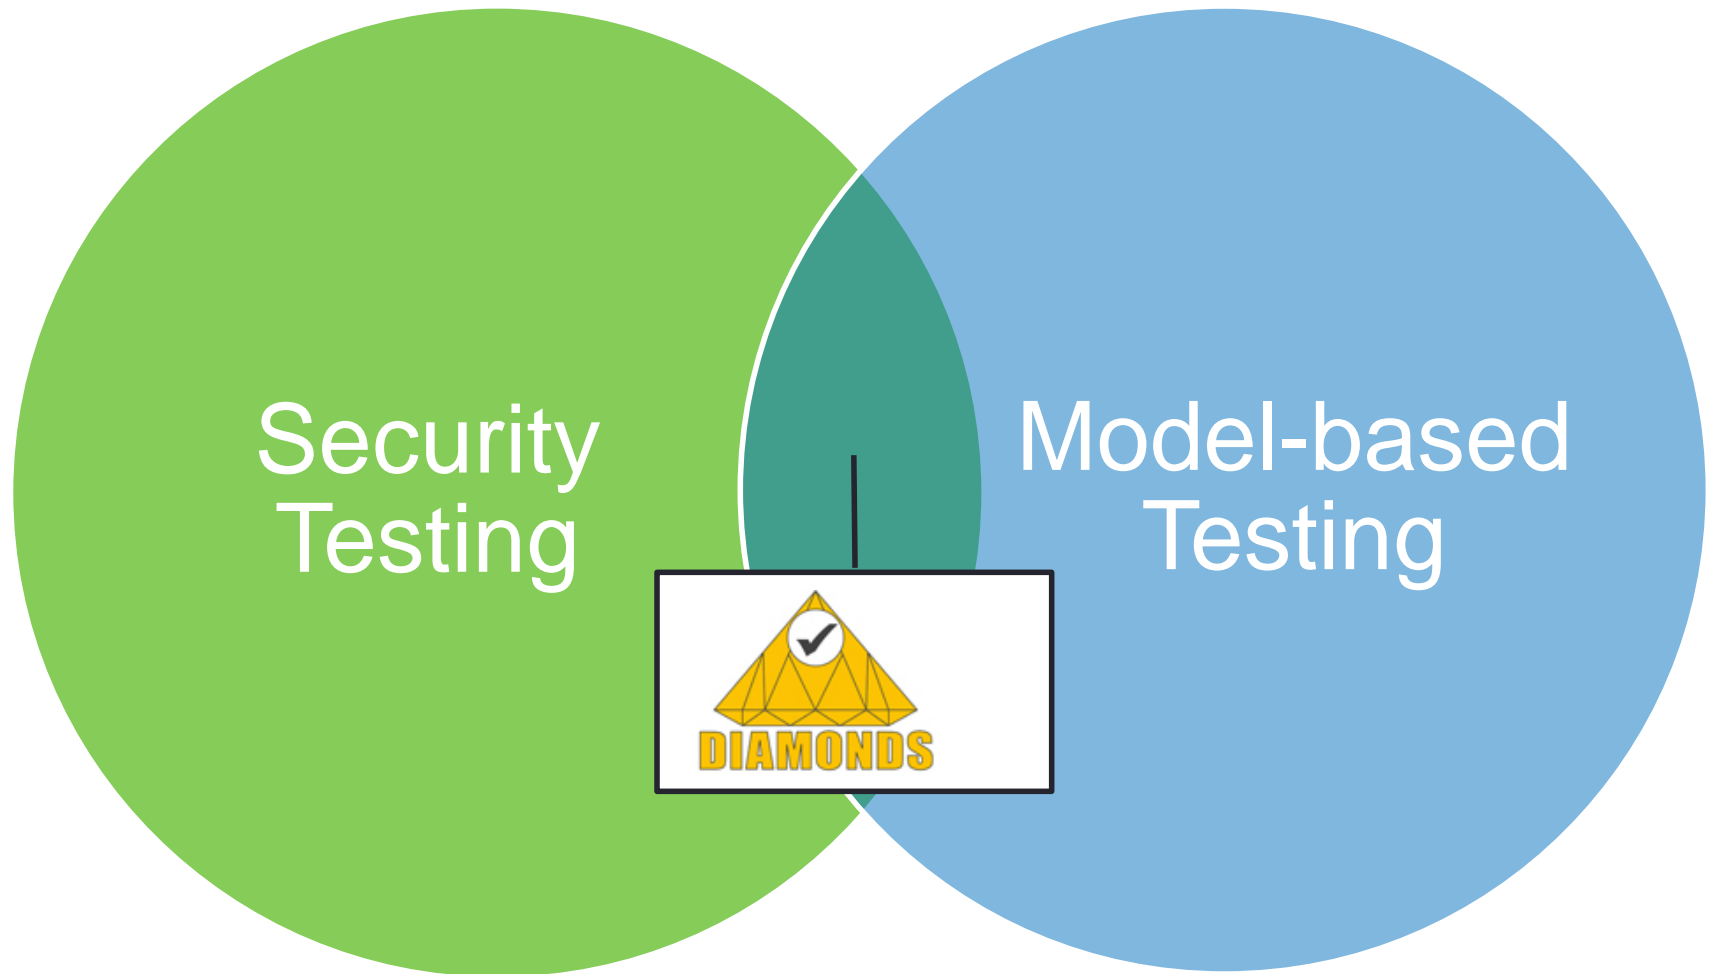 Security
Testing
Model-based
Testing
DIAMONDS